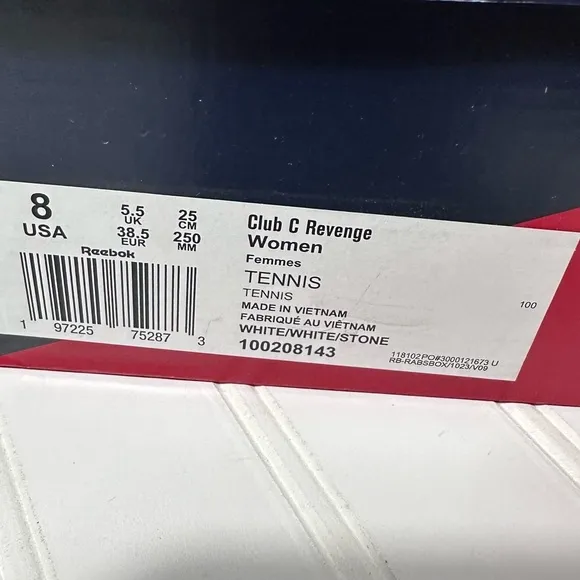 8
USA
5.5
UK
38.5
EUR
25
CM
250
MM
Reebok
1 97225 75287 3
Club C Revenge
Women
Femmes
TENNIS
TENNIS
MADE IN VIETNAM
FABRIQUÉ AU VIÊTNAM
WHITE/WHITE/STONE
100208143
100
118102 PO#3000121673 U
RB-RABSBOX/1023/V09